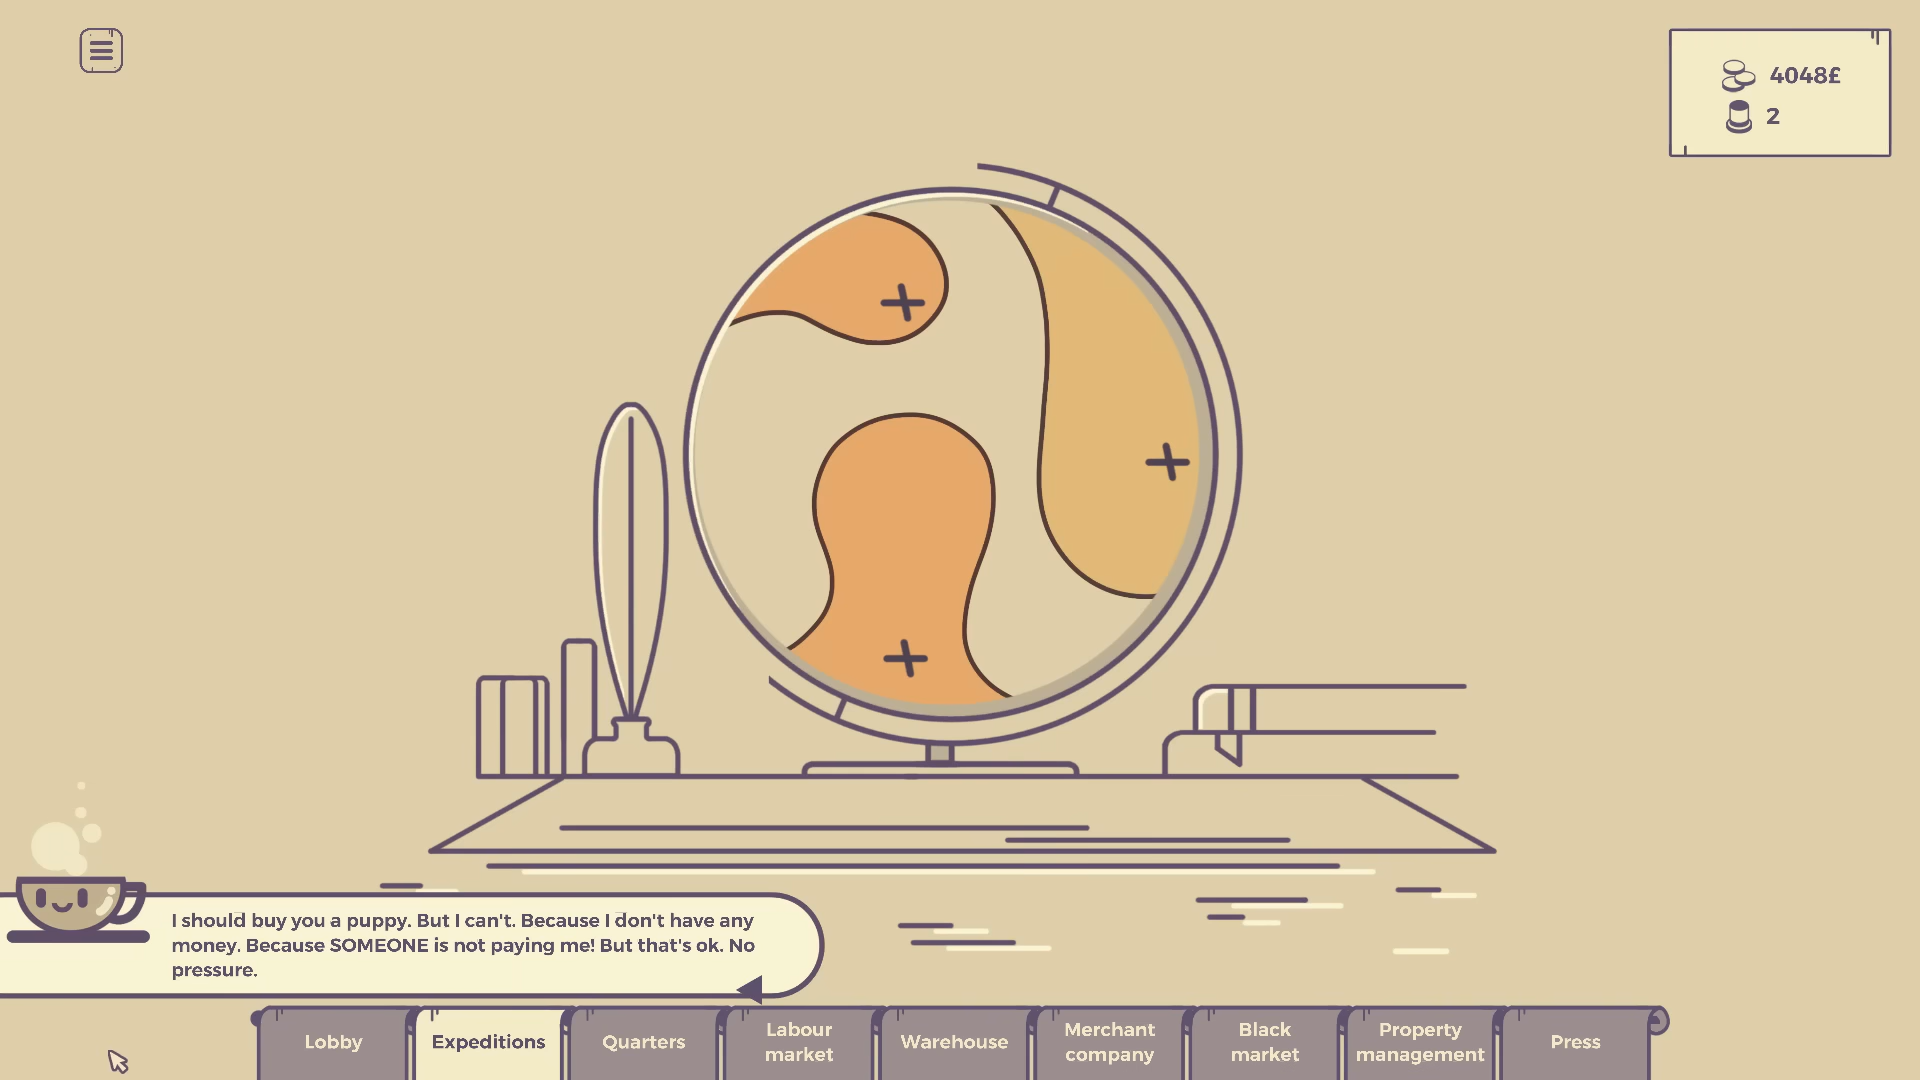 4048£
2
I should buy you a puppy. But I can't. Because I don't have any
money. Because SOMEONE is not paying me! But that's ok. No
pressure.
Lobby
Expeditions
Quarters
Labour
market
Warehouse
Merchant
company
Black
market
Property
management
Press